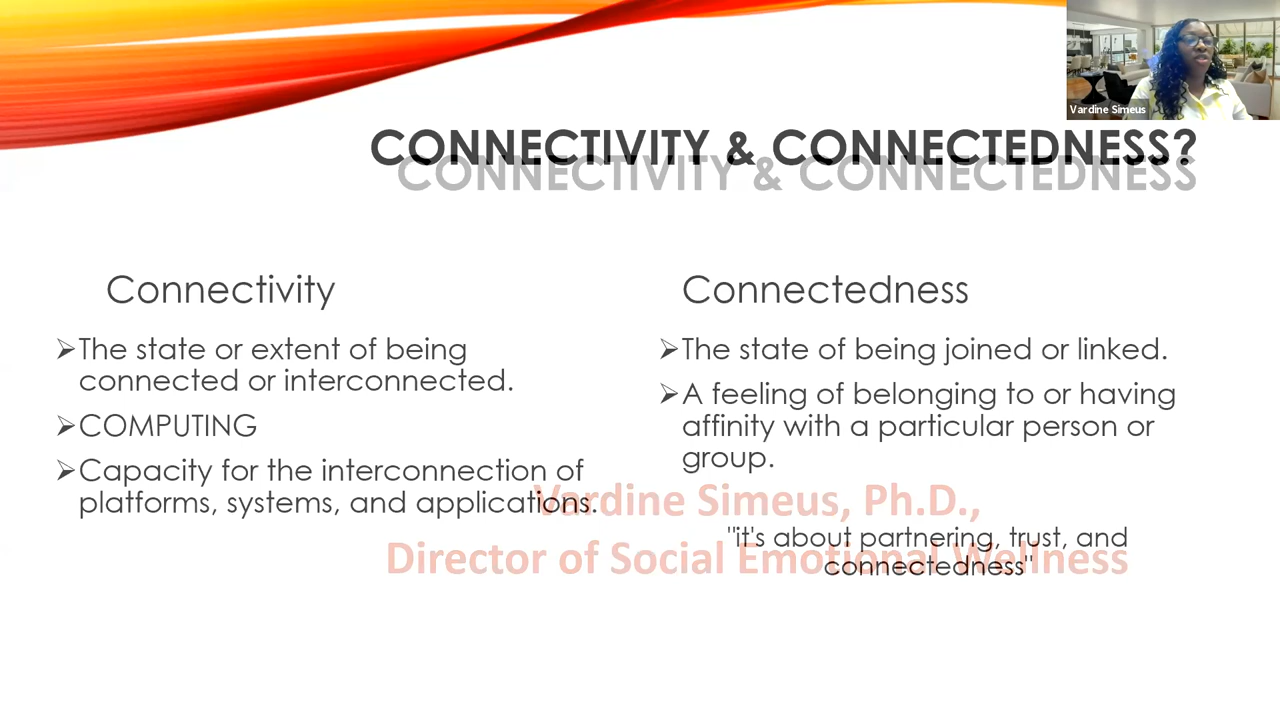 Vardine Simeus
CONNECTIVITY & CONNECTEDNESS?
CONNECTIVITY & CONNECTEDNESS
Connectivity
➢The state or extent of being
connected or interconnected.
➢COMPUTING
➢Capacity for the interconnection of
platforms, systems, and applications.
Connectedness
➢The state of being joined or linked.
➢A feeling of belonging to or having
affinity with a particular person or
group.
"it's about partnering, trust, and
connectedness"
Vardine Simeus, Ph.D.,
Director of Social Emotional Wellness